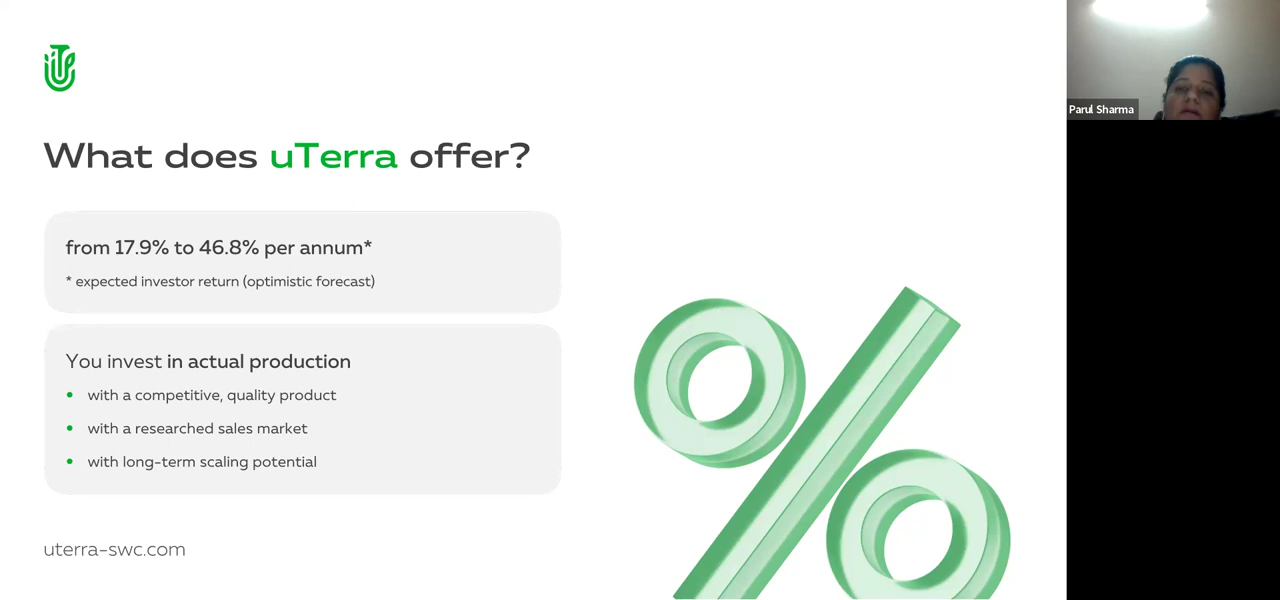 What does uTerra offer?
from 17.9% to 46.8% per annum*
* expected investor return (optimistic forecast)
You invest in actual production
• with a competitive, quality product
• with a researched sales market
• with long-term scaling potential
uterra-swc.com
Parul Sharma